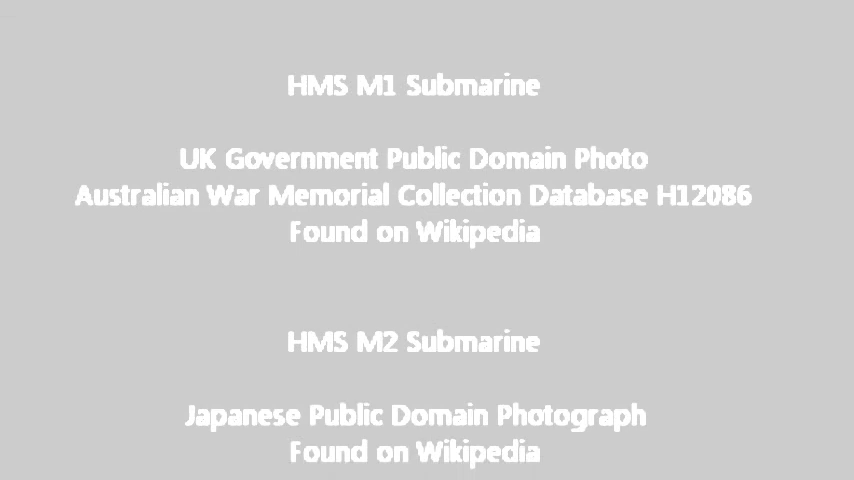 HMS M1 Submarine
UK Government Public Domain Photo
Australian War Memorial Collection Database H12086
Found on Wikipedia
HMS M2 Submarine
Japanese Public Domain Photograph
Found on Wikipedia